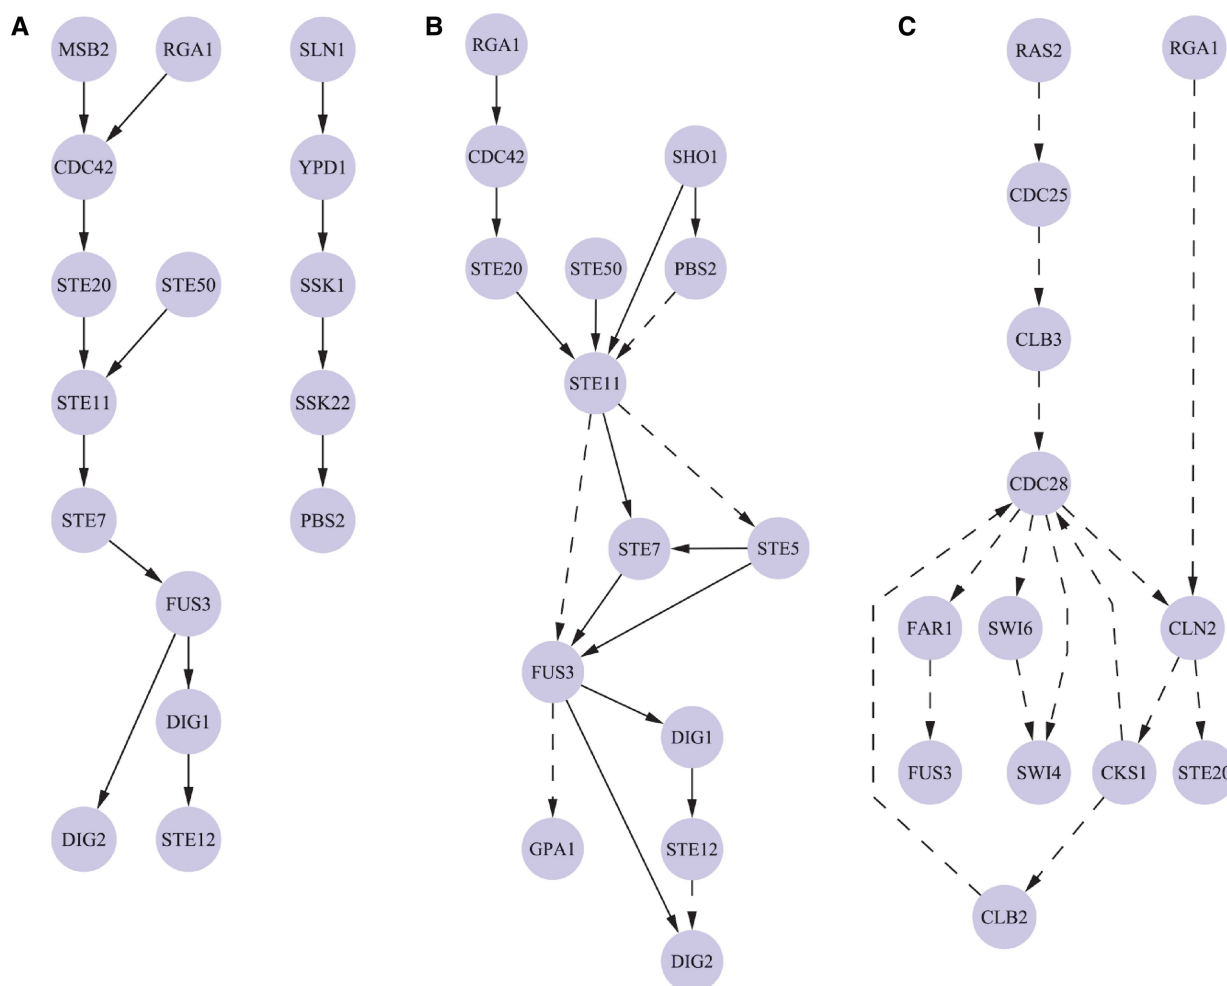 A
MSB2
RGA1
SLN1
CDC42
YPD1
STE20
STE50
SSK1
STE11
SSK22
STE7
PBS2
FUS3
DIG1
DIG2
STE12
B
RGA1
CDC42
SHO1
STE20
STE50
PBS2
STE11
STE7
STE5
FUS3
DIG1
GPA1
STE12
DIG2
C
RAS2
RGA1
CDC25
CLB3
CDC28
FAR1
SWI6
CLN2
FUS3
SWI4
CKS1
STE20
CLB2